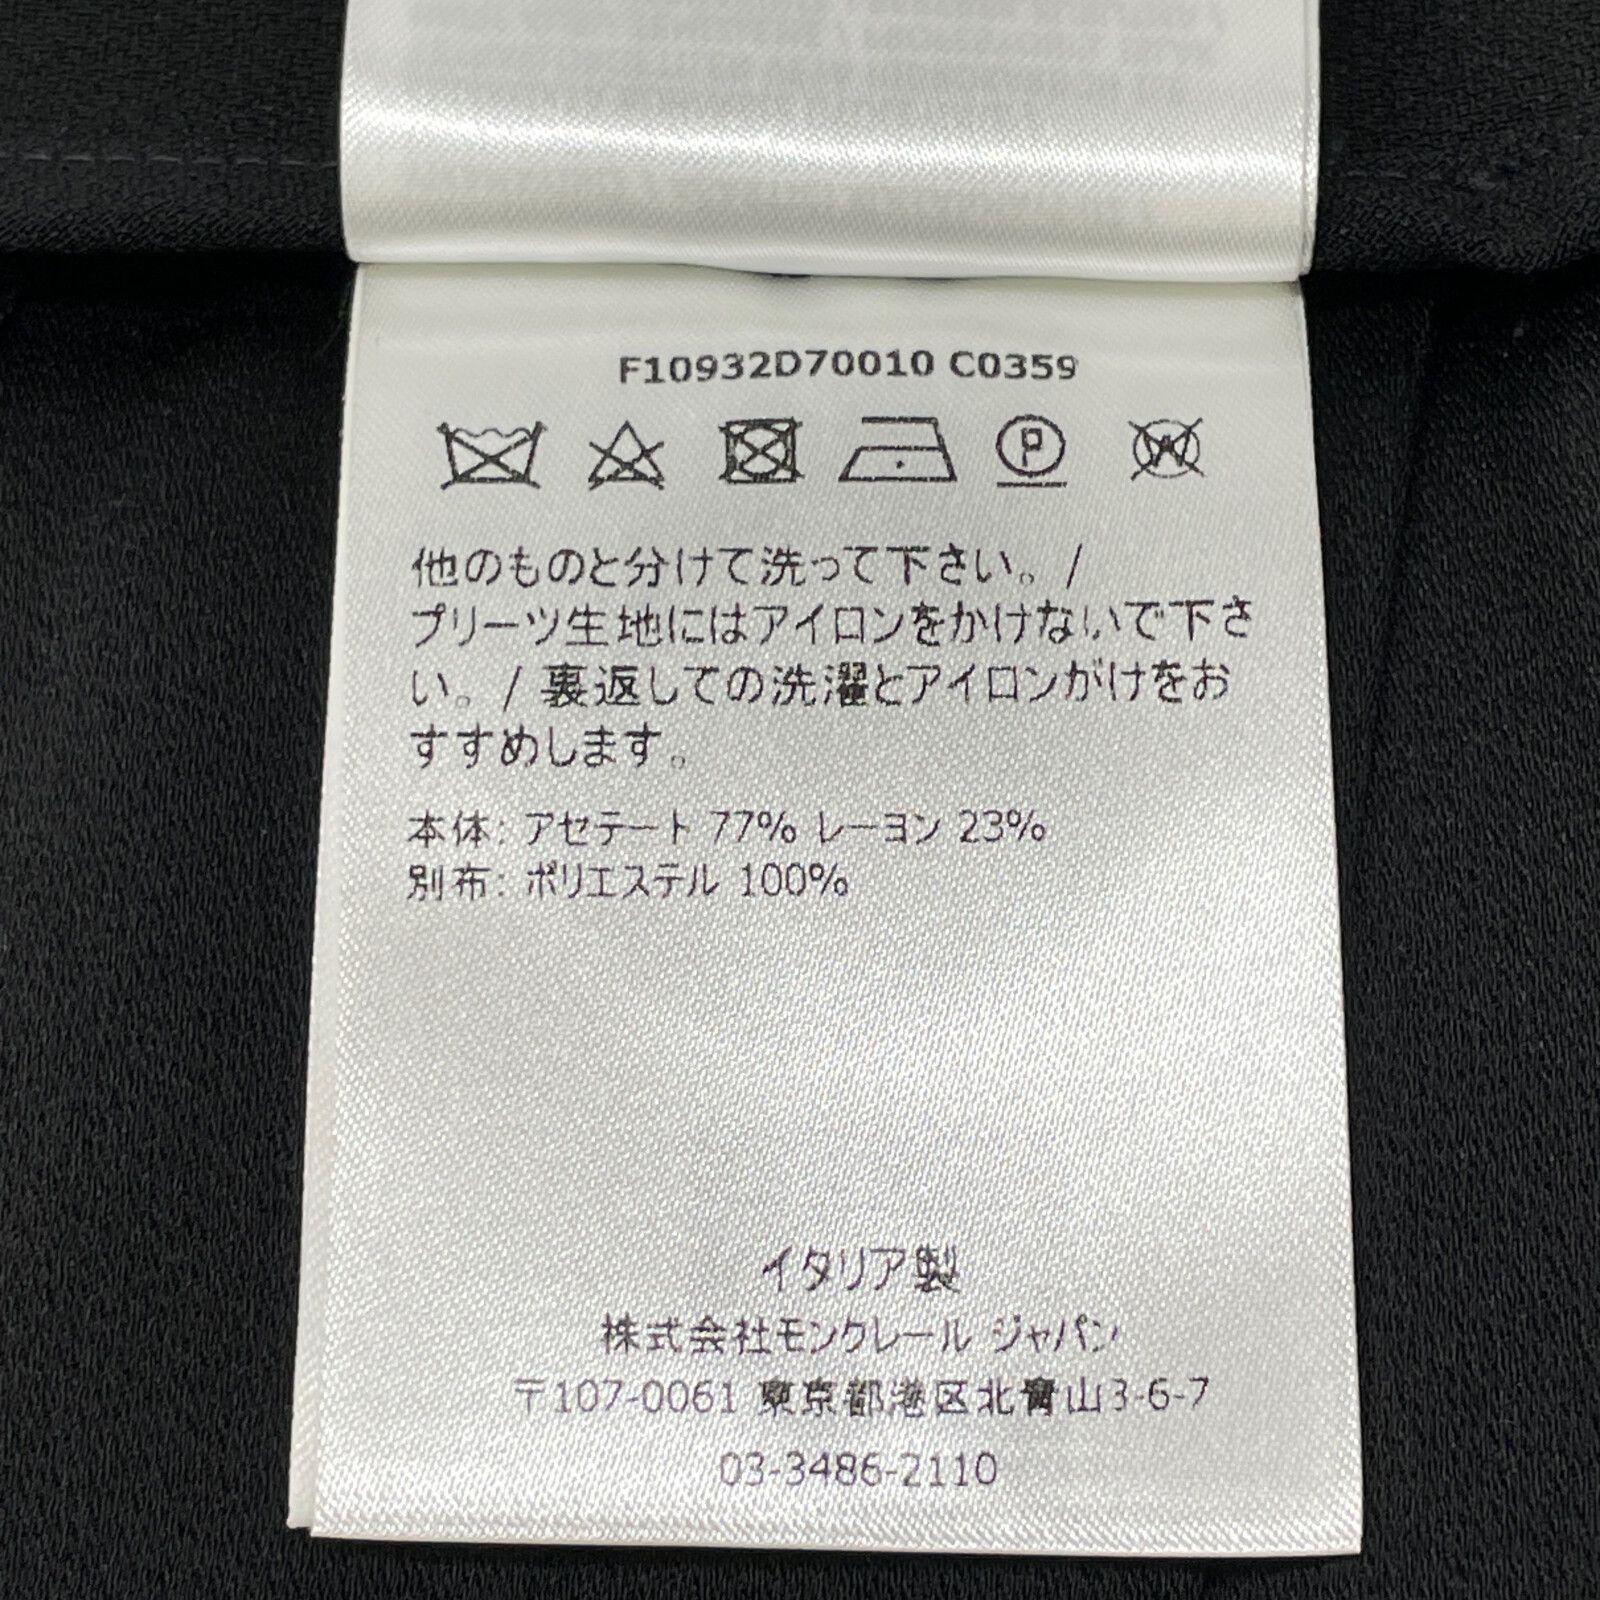 F10932D70010 C0359
P
W
他のものと分けて洗って下さい。/
プリーツ生地にはアイロンをかけないで下さ
い。/ 裏返しての洗濯とアイロンがけをお
すすめします。
本体: アセテート 77% レーヨン 23%
別布: ポリエステル 100%
イタリア製
株式会社モンクレール ジャパン
〒107-0061 東京都港区北青山3-6-7
03-3486-2110